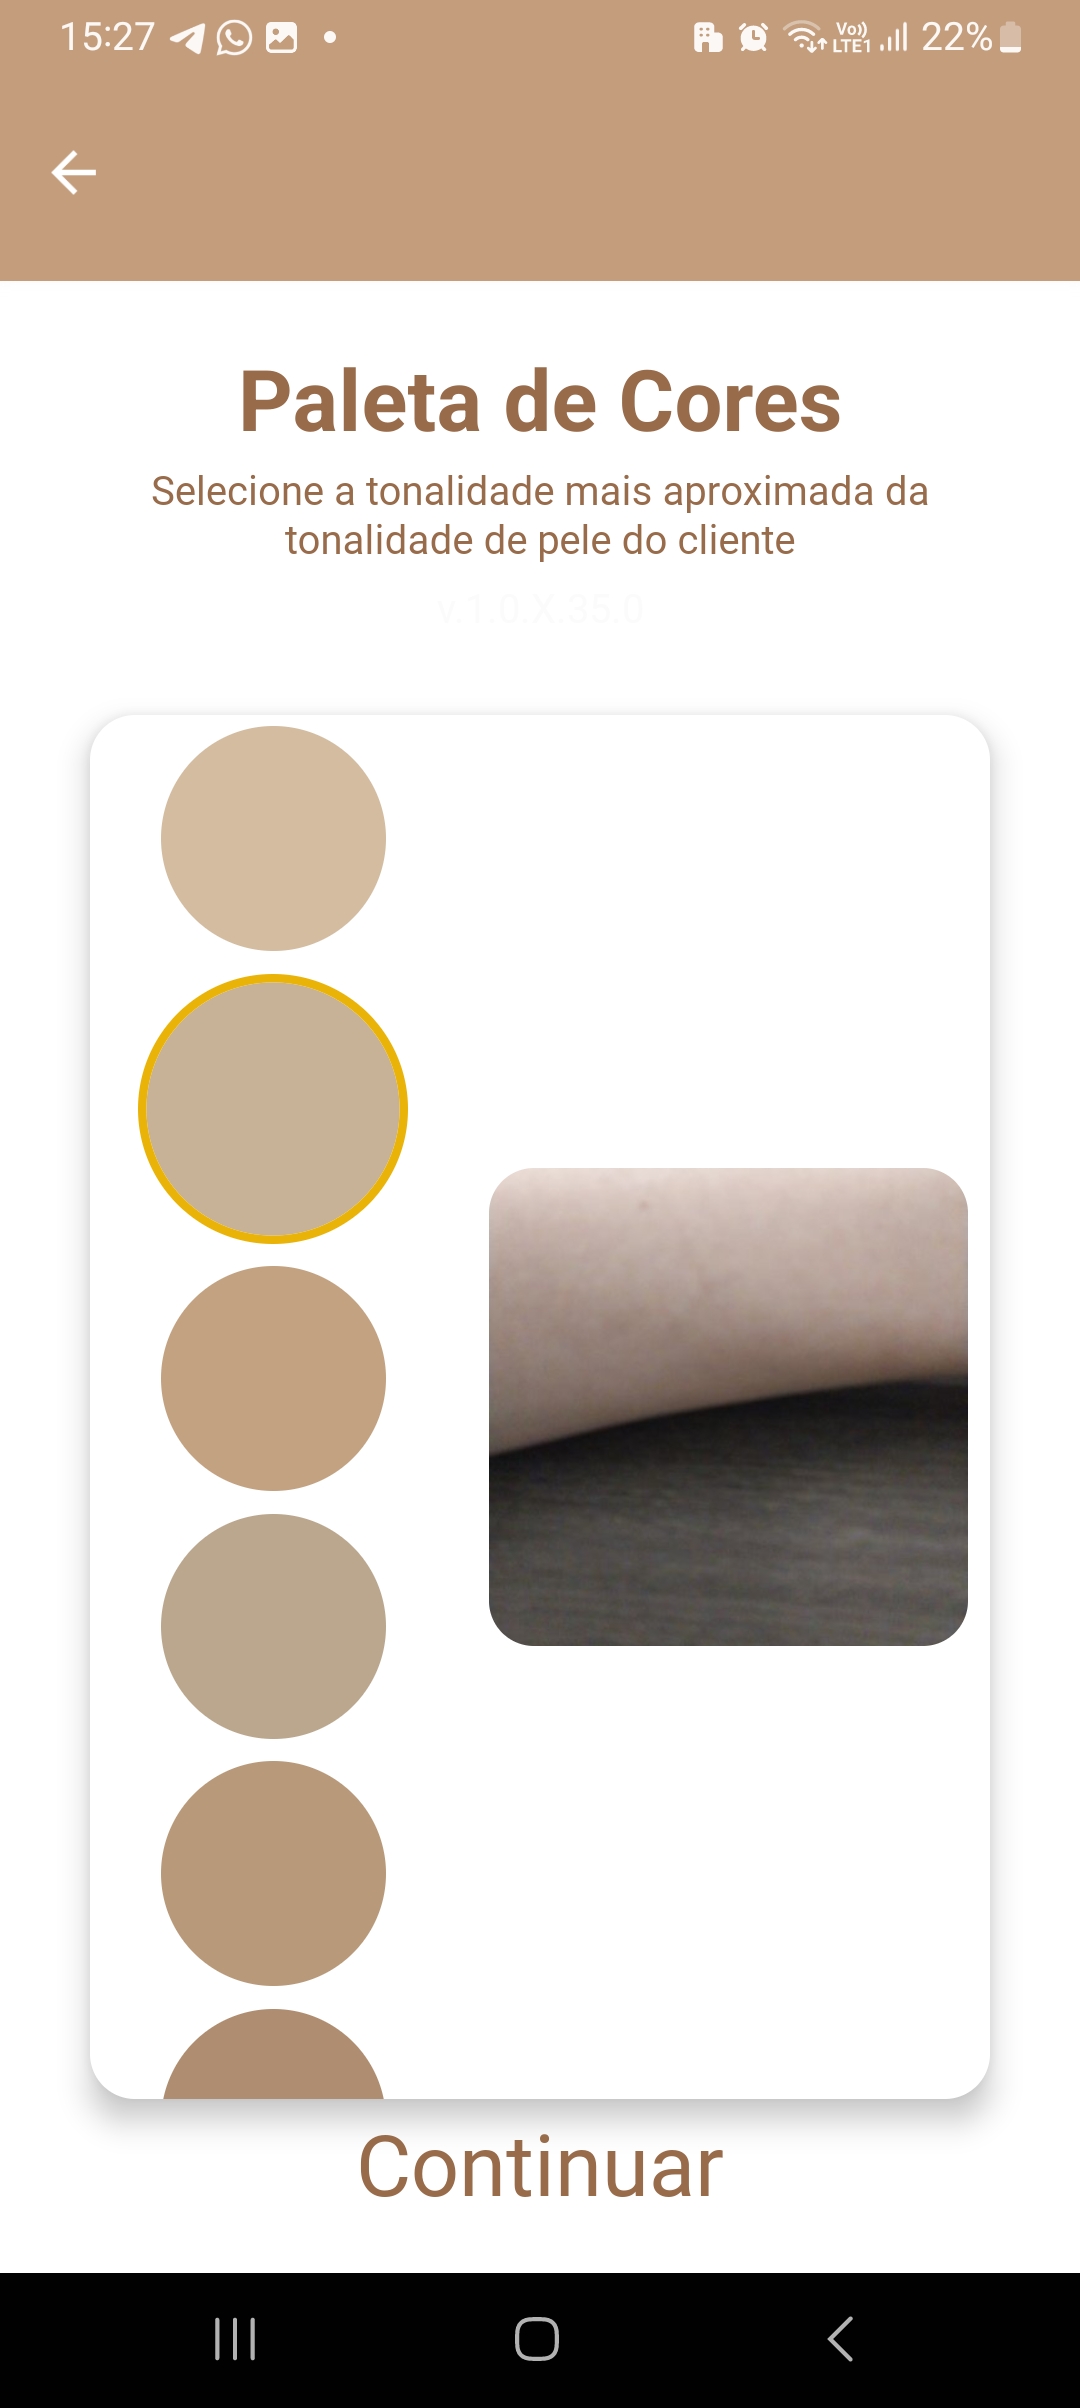 15:27
Vo)) LTE1 22%
Paleta de Cores
Selecione a tonalidade mais aproximada da
tonalidade de pele do cliente
v.1.0.X.35.0
Continuar